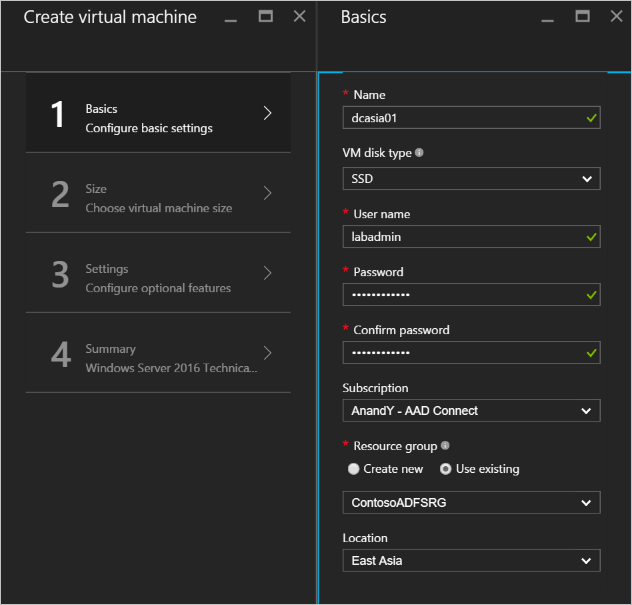 Create virtual machine
1
Basics
Configure basic settings
2
Size
Choose virtual machine size
3
Settings
Configure optional features
4
Summary
Windows Server 2016 Technica...
Basics
* Name
dcasia01
VM disk type
SSD
* User name
labadmin
* Password
••••••••••••
* Confirm password
••••••••••••
Subscription
AnandY - AAD Connect
* Resource group
Create new Use existing
ContosoADFSRG
Location
East Asia